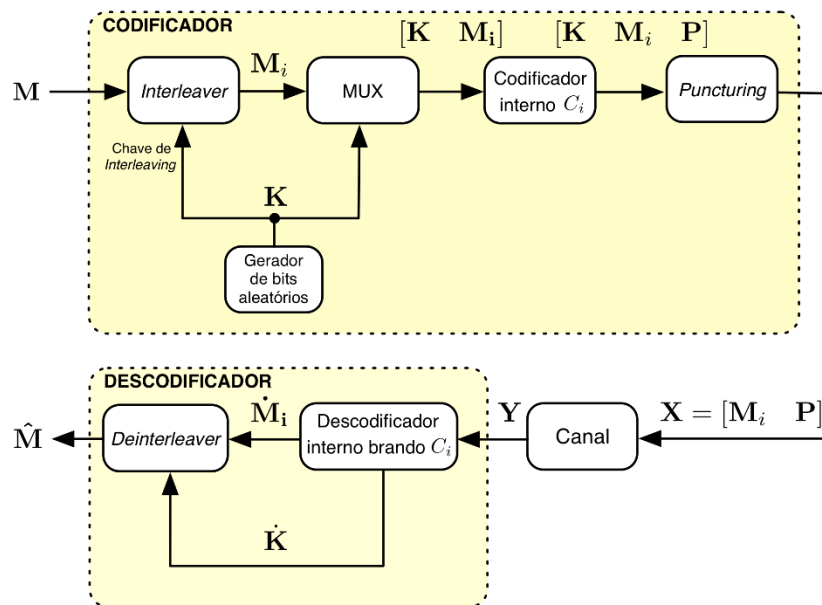 CODIFICADOR
[K M_i] [K M_i P]
M
Interleaver
M_i
MUX
Codificador
interno C_i
Puncturing
Chave de
Interleaving
K
Gerador
de bits
aleatórios
DESCODIFICADOR
M̂
Deinterleaver
Ṁ_i
Descodificador
interno brando C_i
Y
Canal
X = [M_i P]
K̇